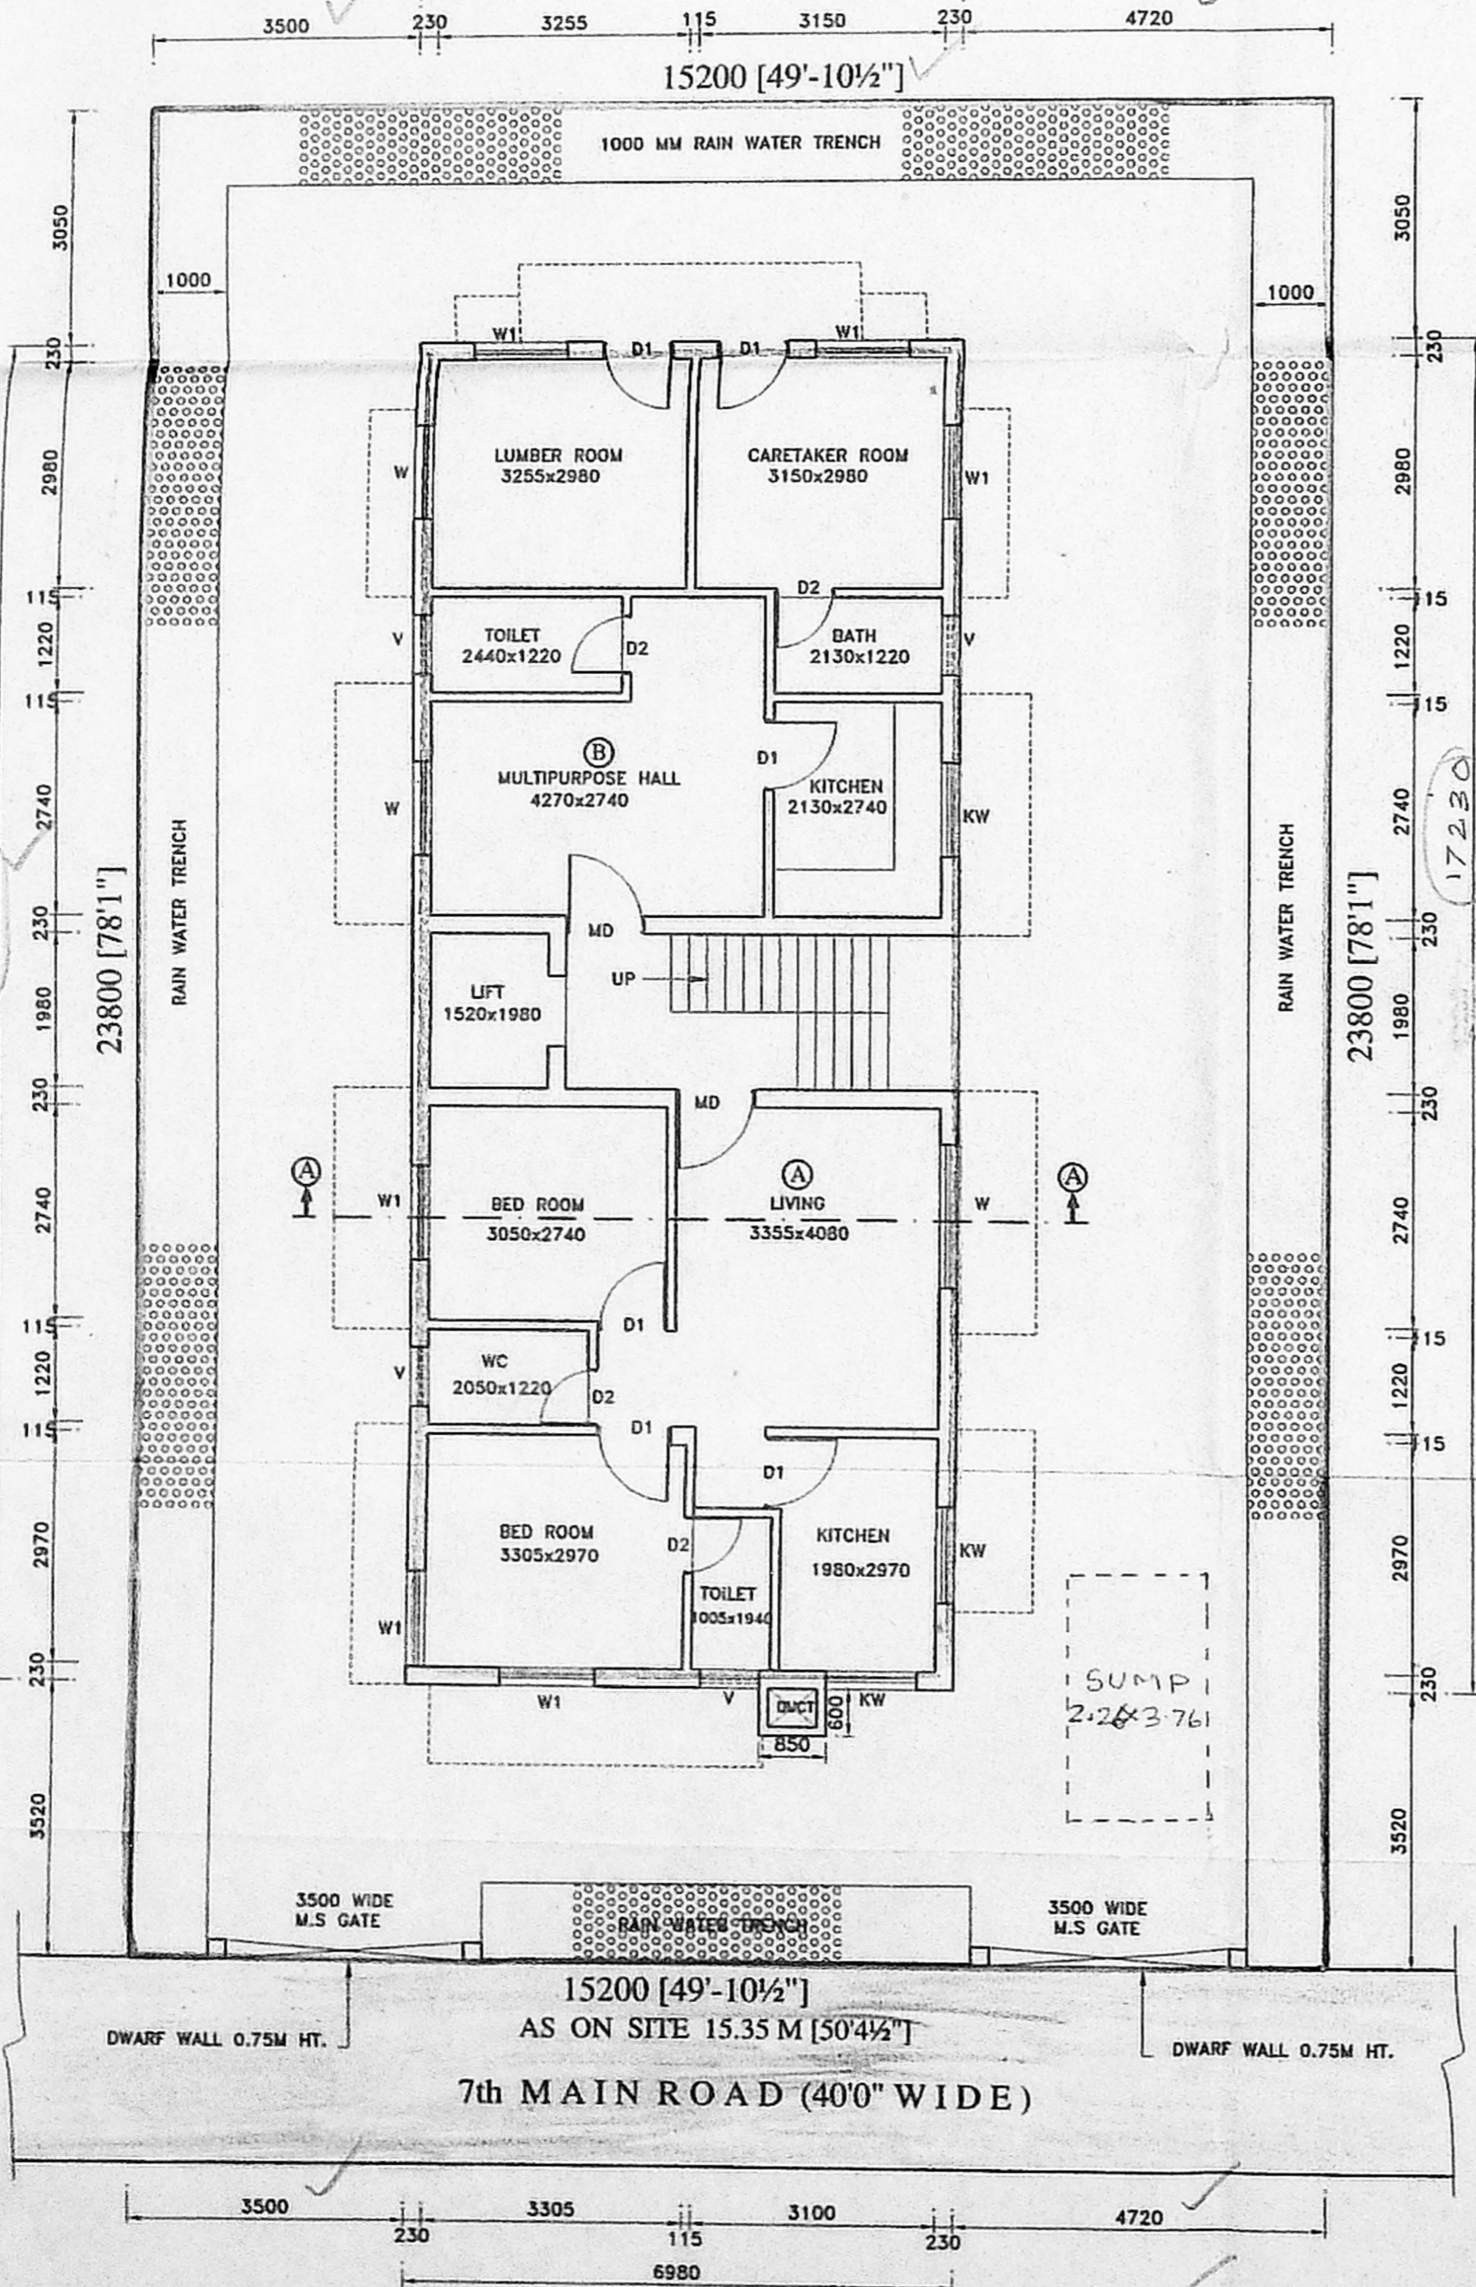 3500 230 3255 115 3150 230 4720
15200 [49'-10½"]
1000 MM RAIN WATER TRENCH
3050
3050
1000
1000
230
230
W1 D1 D1 W1
2980
2980
LUMBER ROOM
3255x2980
CARETAKER ROOM
3150x2980
W
W1
D2
115
115
1220
1220
V
TOILET
2440x1220
D2
BATH
2130x1220
V
115
115
2740
2740
W
B
MULTIPURPOSE HALL
4270x2740
D1
KITCHEN
2130x2740
KW
17230
RAIN WATER TRENCH
RAIN WATER TRENCH
23800 [78'1"]
23800 [78'1"]
230
230
MD
1980
1980
LIFT
1520x1980
UP
230
230
MD
2740
2740
A
A
A
W1
BED ROOM
3050x2740
LIVING
3355x4080
W
115
115
D1
1220
1220
V
WC
2050x1220
D2
115
115
D1
D1
2970
2970
BED ROOM
3305x2970
D2
TOILET
1005x1940
KITCHEN
1980x2970
KW
W1
230
230
W1 V DUCT KW
600
850
SUMP
2.26x3.761
3520
3520
3500 WIDE
M.S GATE
RAIN WATER TRENCH
3500 WIDE
M.S GATE
15200 [49'-10½"]
AS ON SITE 15.35 M [50'4½"]
DWARF WALL 0.75M HT.
DWARF WALL 0.75M HT.
7th MAIN ROAD (40'0" WIDE)
3500 230 3305 115 3100 230 4720
6980